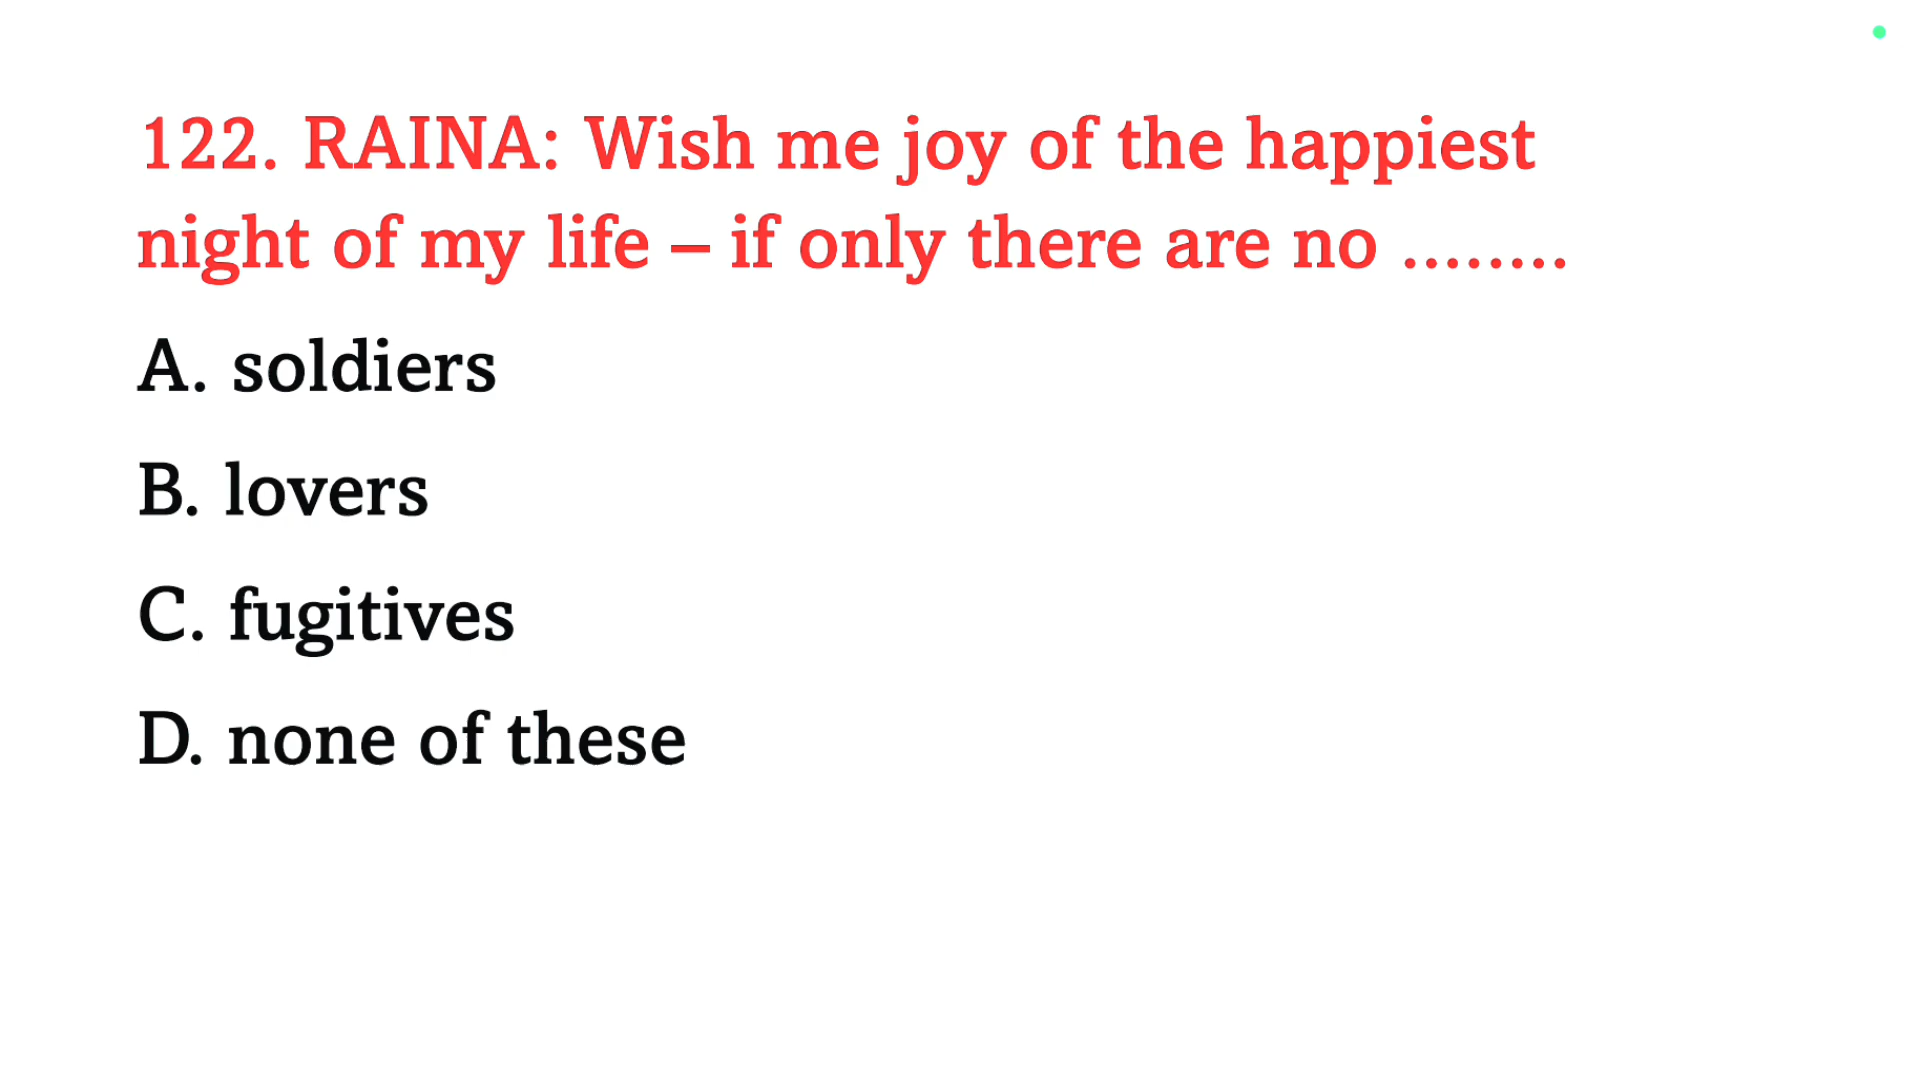 122. RAINA: Wish me joy of the happiest
night of my life – if only there are no ........
A. soldiers
B. lovers
C. fugitives
D. none of these